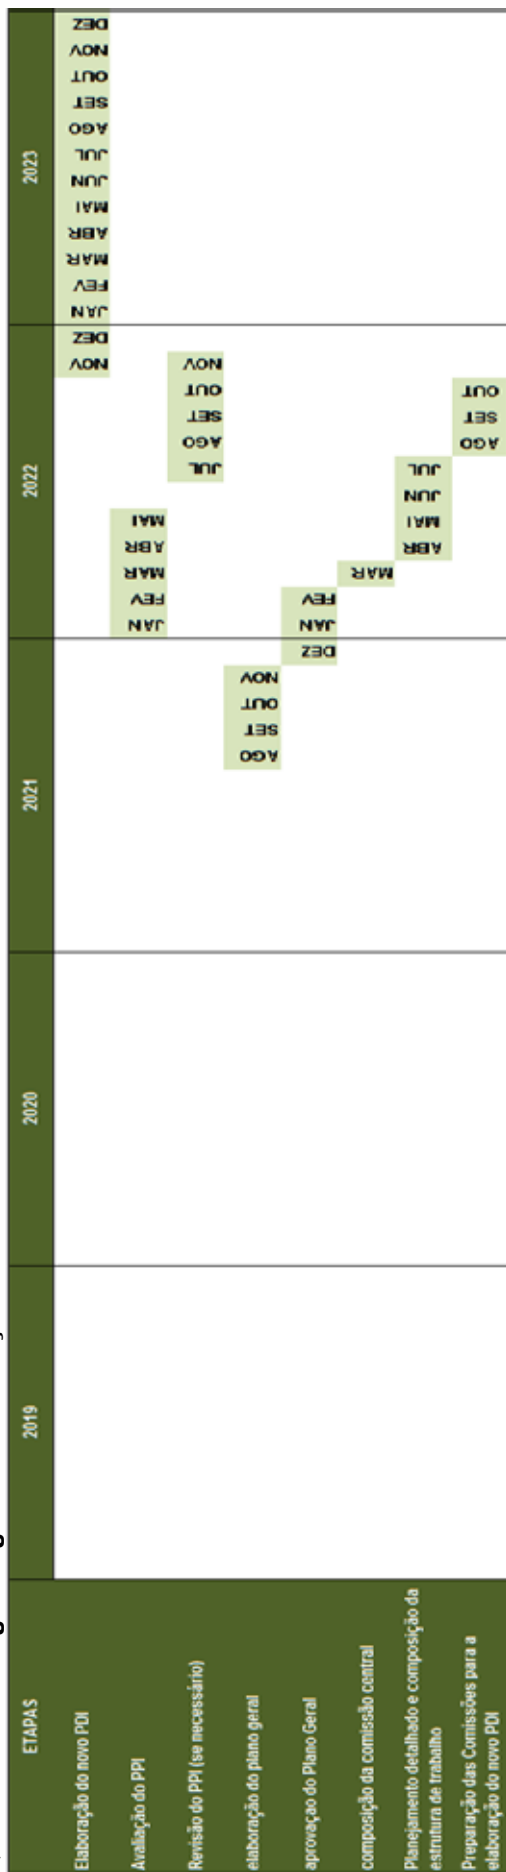 ETAPAS 2019 2020 2021 2022 2023
Elaboração do novo PDI NOV DEZ JAN FEV MAR ABR MAI JUN JUL AGO SET OUT NOV DEZ
Avaliação do PPI JAN FEV MAR ABR MAI
Revisão do PPI (se necessário) JUL AGO SET OUT NOV
elaboração do plano geral AGO SET OUT NOV
aprovaçao do Plano Geral DEZ JAN FEV
composição da comissão central MAR
Planejamento detalhado e composição da
estrutura de trabalho ABR MAI JUN JUL
Preparação das Comissões para a
elaboração do novo PDI AGO SET OUT